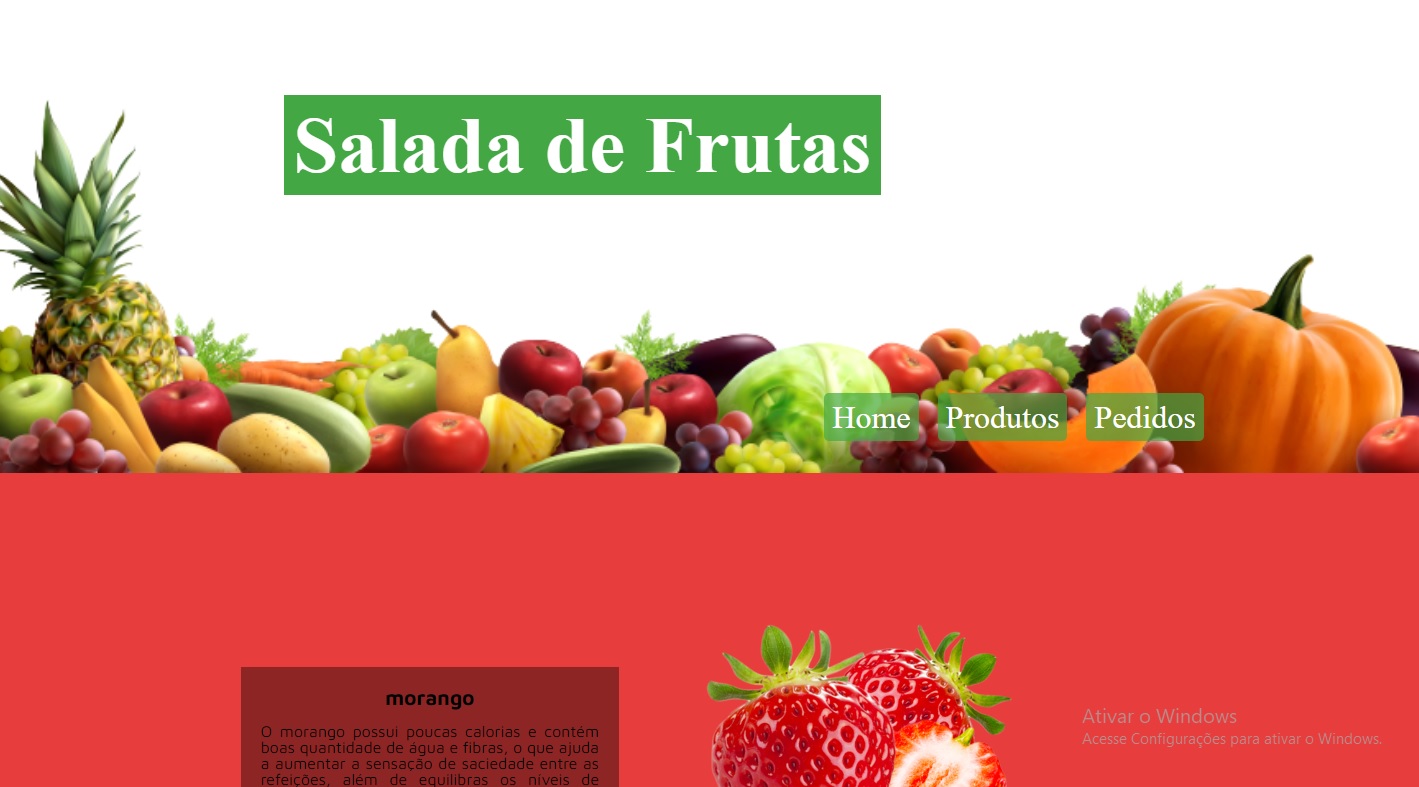 Salada de Frutas
Home Produtos Pedidos
morango
O morango possui poucas calorias e contém
boas quantidade de água e fibras, o que ajuda
a aumentar a sensação de saciedade entre as
refeições, além de equilibras os níveis de
Ativar o Windows
Acesse Configurações para ativar o Windows.